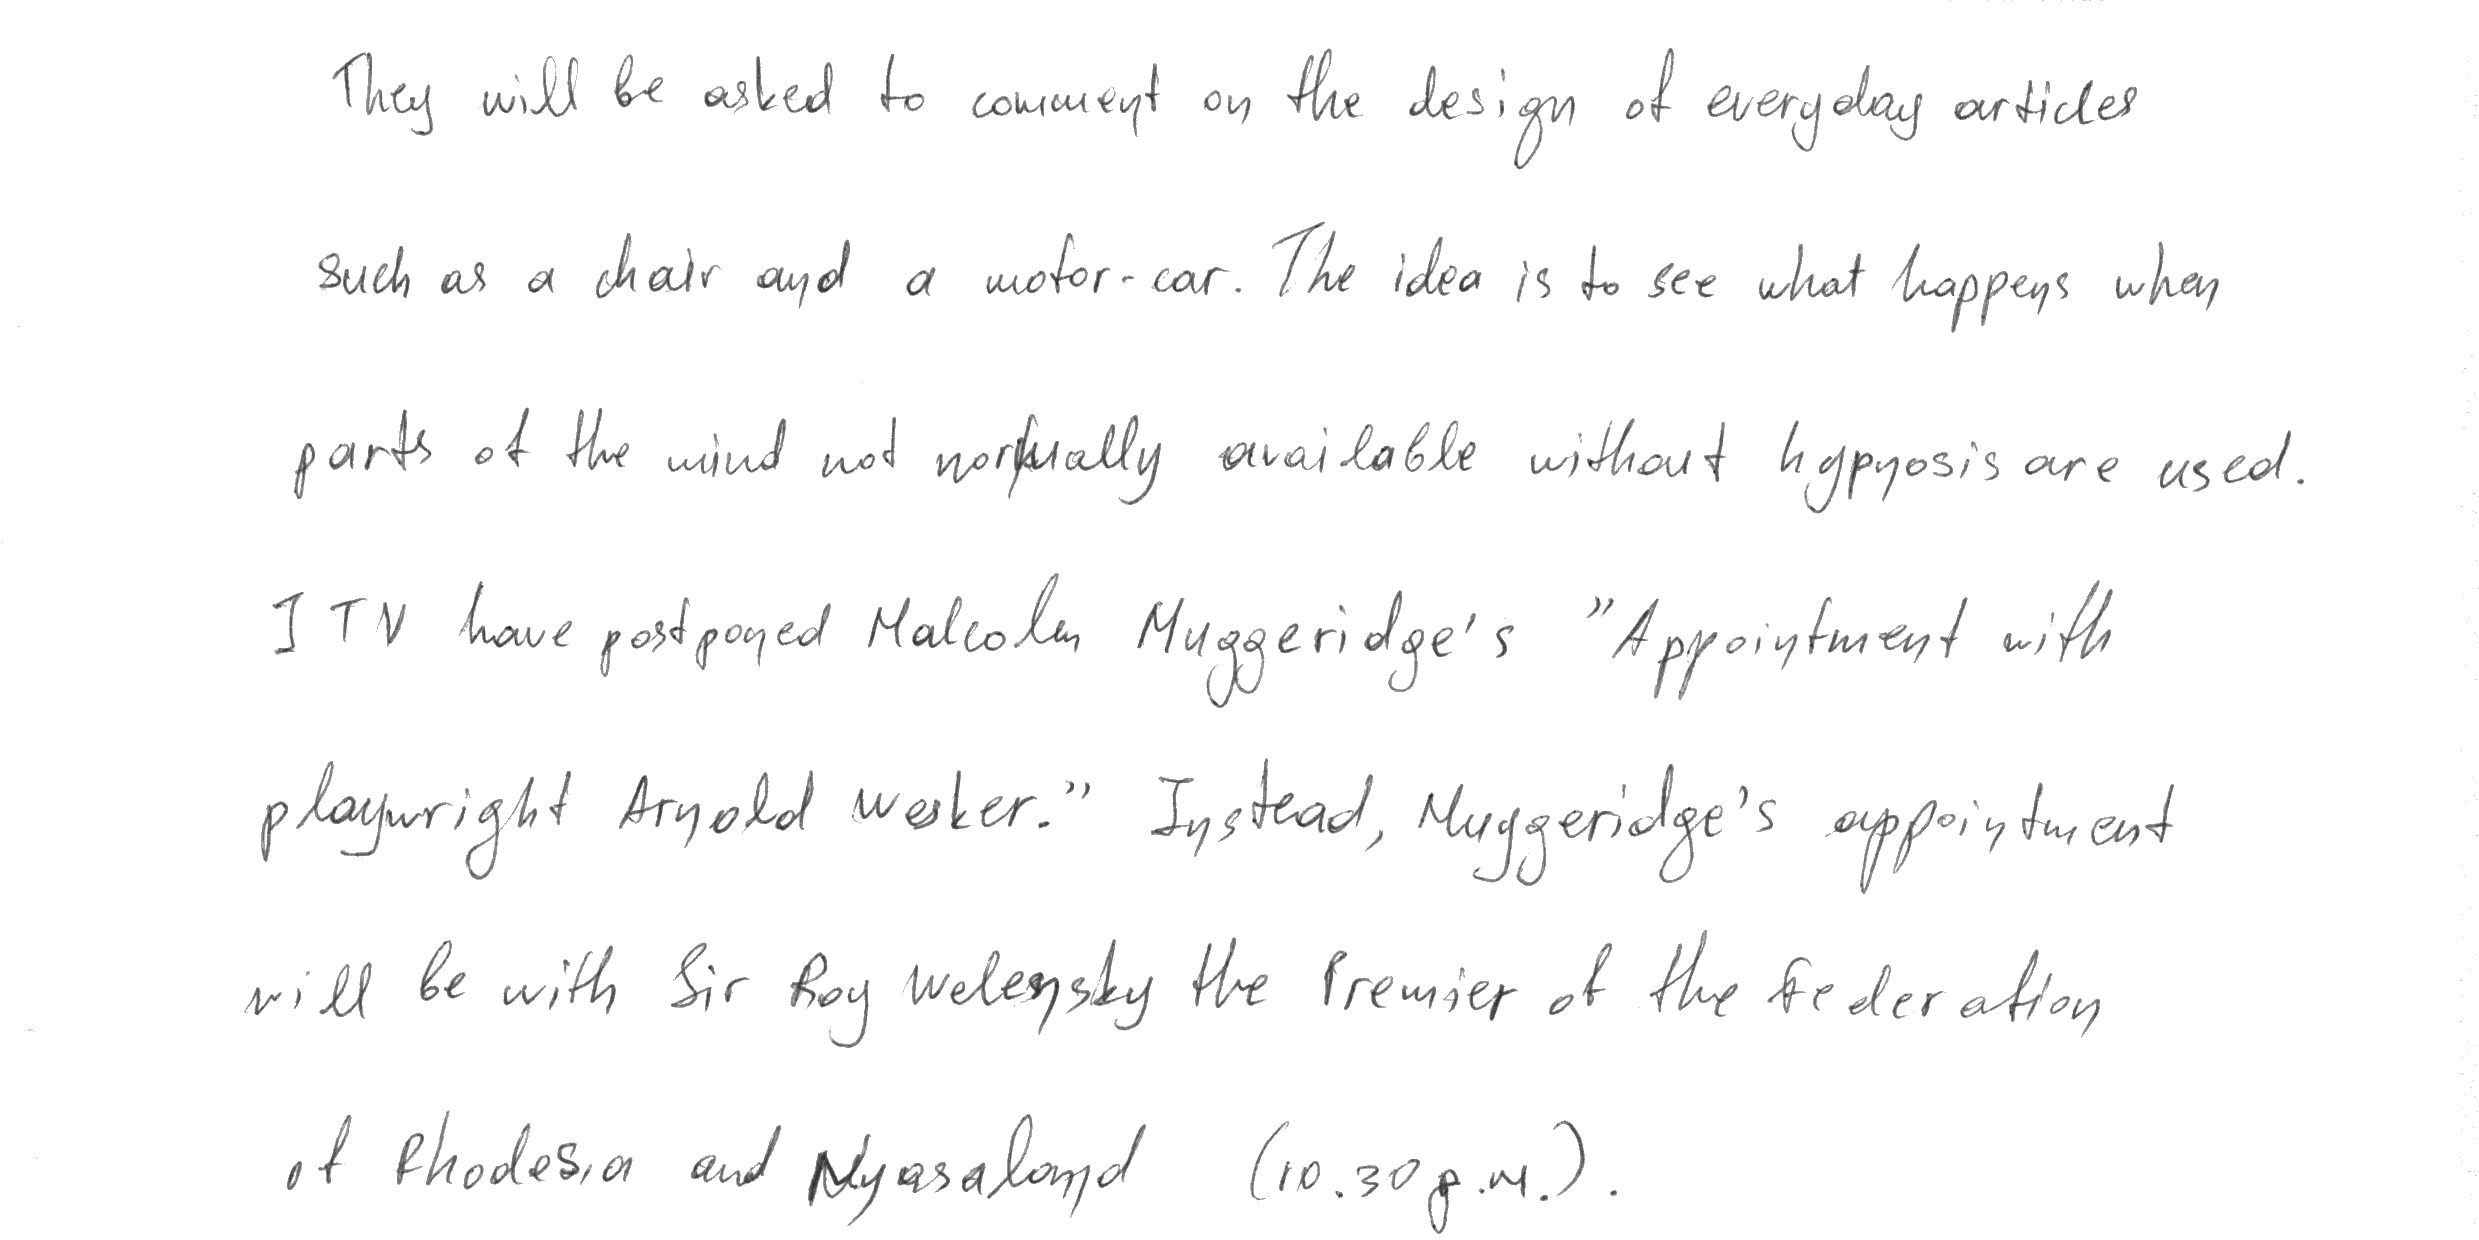 They will be asked to comment on the design of everyday articles
such as a chair and a motor-car. The idea is to see what happens when
parts of the mind not normally available without hypnosis are used.
ITV have postponed Malcolm Muggeridge's "Appointment with
playwright Arnold Wesker." Instead, Muggeridge's appointment
will be with Sir Roy Welensky the Premier of the Federation
of Rhodesia and Nyasaland (10.30 p.m.).